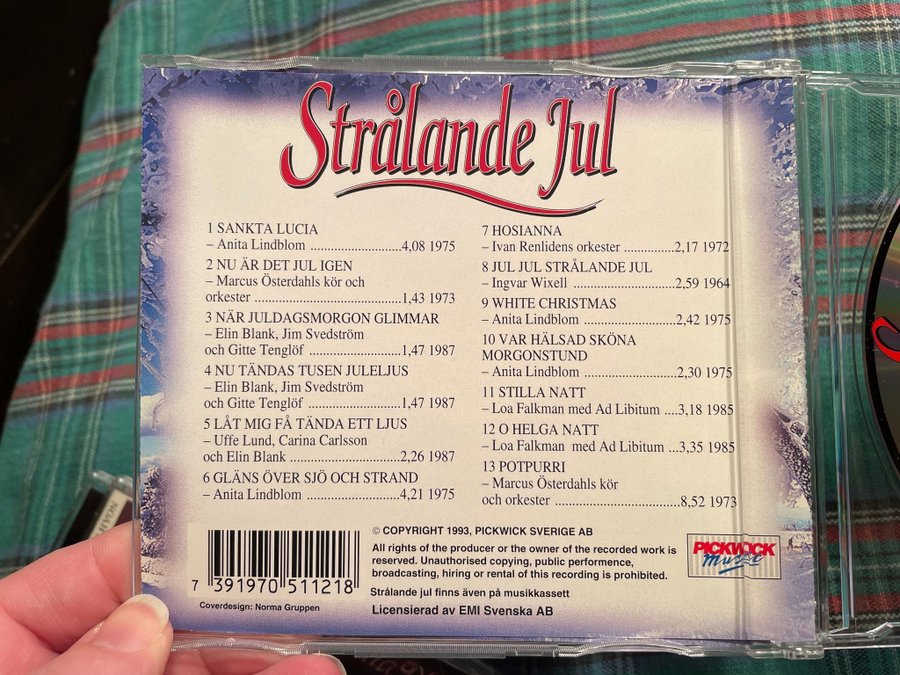 Strålande Jul
1 SANKTA LUCIA
– Anita Lindblom ..........................4,08 1975
2 NU ÄR DET JUL IGEN
– Marcus Österdahls kör och
orkester ..........................................1,43 1973
3 NÄR JULDAGSMORGON GLIMMAR
– Elin Blank, Jim Svedström
och Gitte Tenglöf ..........................1,47 1987
4 NU TÄNDAS TUSEN JULELJUS
– Elin Blank, Jim Svedström
och Gitte Tenglöf ..........................1,47 1987
5 LÅT MIG FÅ TÄNDA ETT LJUS
– Uffe Lund, Carina Carlsson
och Elin Blank ...............................2,26 1987
6 GLÄNS ÖVER SJÖ OCH STRAND
– Anita Lindblom ..........................4,21 1975
7 HOSIANNA
– Ivan Renlidens orkester ..............2,17 1972
8 JUL JUL STRÅLANDE JUL
– Ingvar Wixell ..............................2,59 1964
9 WHITE CHRISTMAS
– Anita Lindblom ..........................2,42 1975
10 VAR HÄLSAD SKÖNA
MORGONSTUND
– Anita Lindblom ..........................2,30 1975
11 STILLA NATT
– Loa Falkman med Ad Libitum ....3,18 1985
12 O HELGA NATT
– Loa Falkman med Ad Libitum ...3,35 1985
13 POTPURRI
– Marcus Österdahls kör
och orkester ..................................8,52 1973
© COPYRIGHT 1993, PICKWICK SVERIGE AB
All rights of the producer or the owner of the recorded work is
reserved. Unauthorised copying, public performence,
broadcasting, hiring or rental of this recording is prohibited.
Strålande jul finns även på musikkassett
Licensierad av EMI Svenska AB
PICKWICK
Music
7 391970 511218
Coverdesign: Norma Gruppen